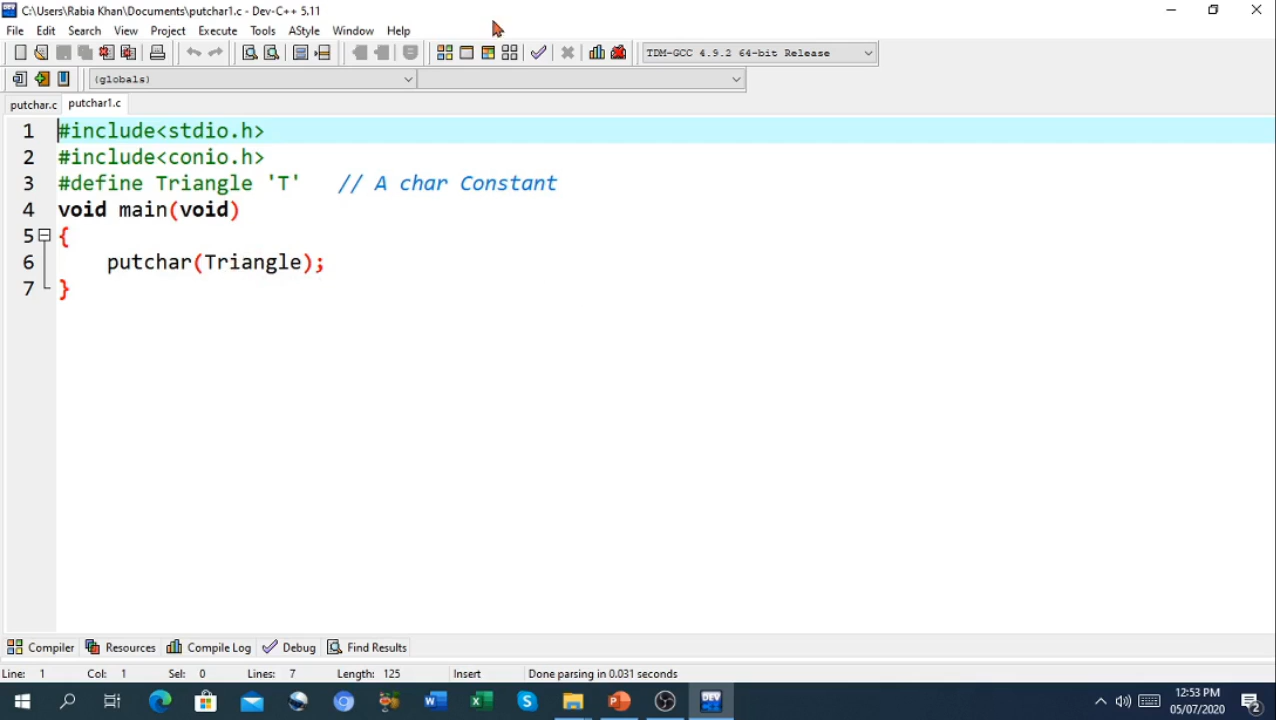 C:\Users\Rabia Khan\Documents\putchar1.c - Dev-C++ 5.11
File Edit Search View Project Execute Tools AStyle Window Help
TDM-GCC 4.9.2 64-bit Release
(globals)
putchar.c putchar1.c
1 #include<stdio.h>
2 #include<conio.h>
3 #define Triangle 'T' // A char Constant
4 void main(void)
5 {
6 putchar(Triangle);
7 }
Compiler Resources Compile Log Debug Find Results
Line: 1 Col: 1 Sel: 0 Lines: 7 Length: 125 Insert Done parsing in 0.031 seconds
DEV
12:53 PM
05/07/2020
2